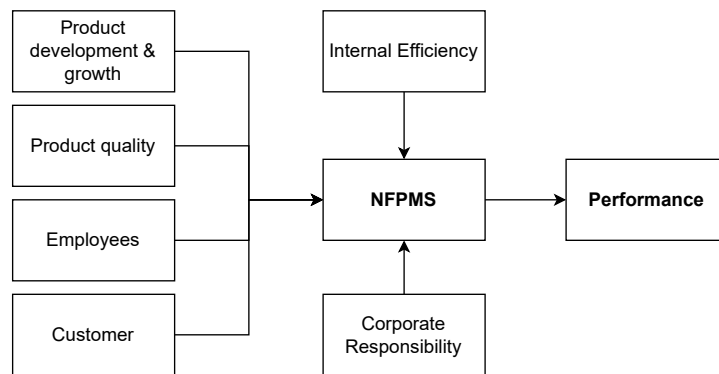 Product
development &
growth
Product quality
Employees
Customer
Internal Efficiency
NFPMS
Corporate
Responsibility
Performance